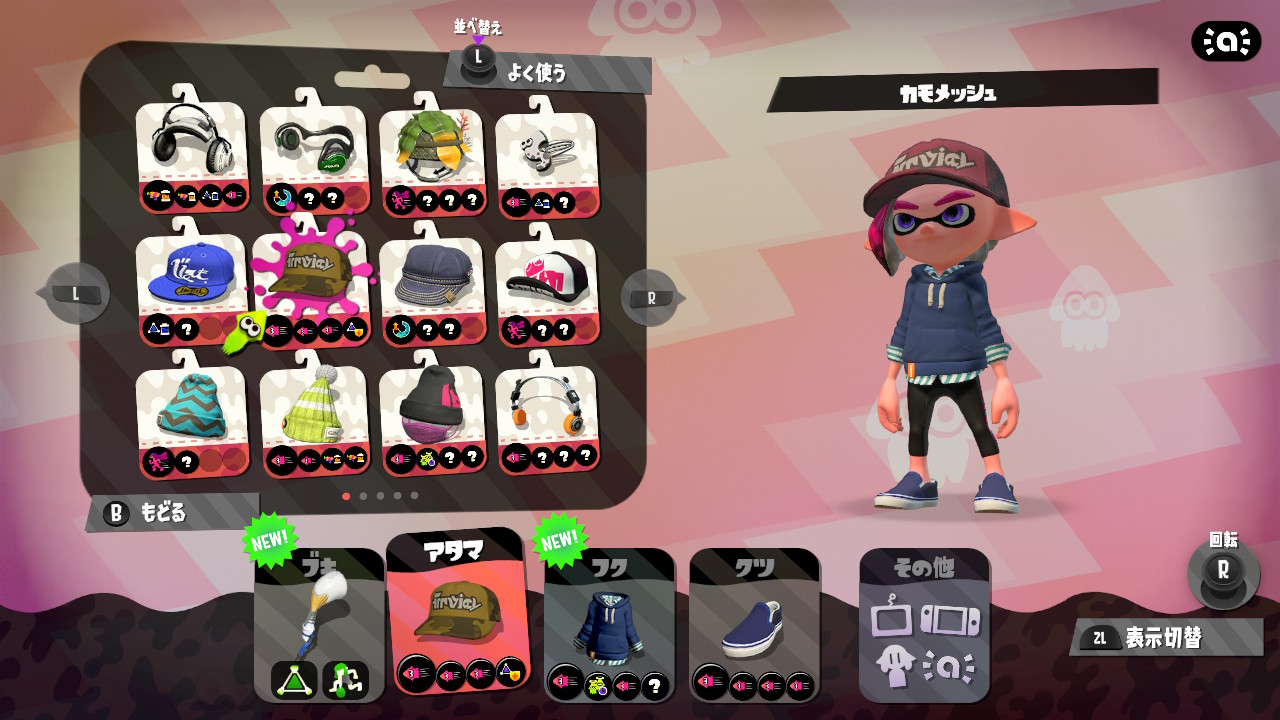 並べ替え
L
よく使う
カモメッシュ
L
R
B もどる
NEW!
NEW!
ブキ
アタマ
フク
クツ
その他
回転
R
ZL 表示切替